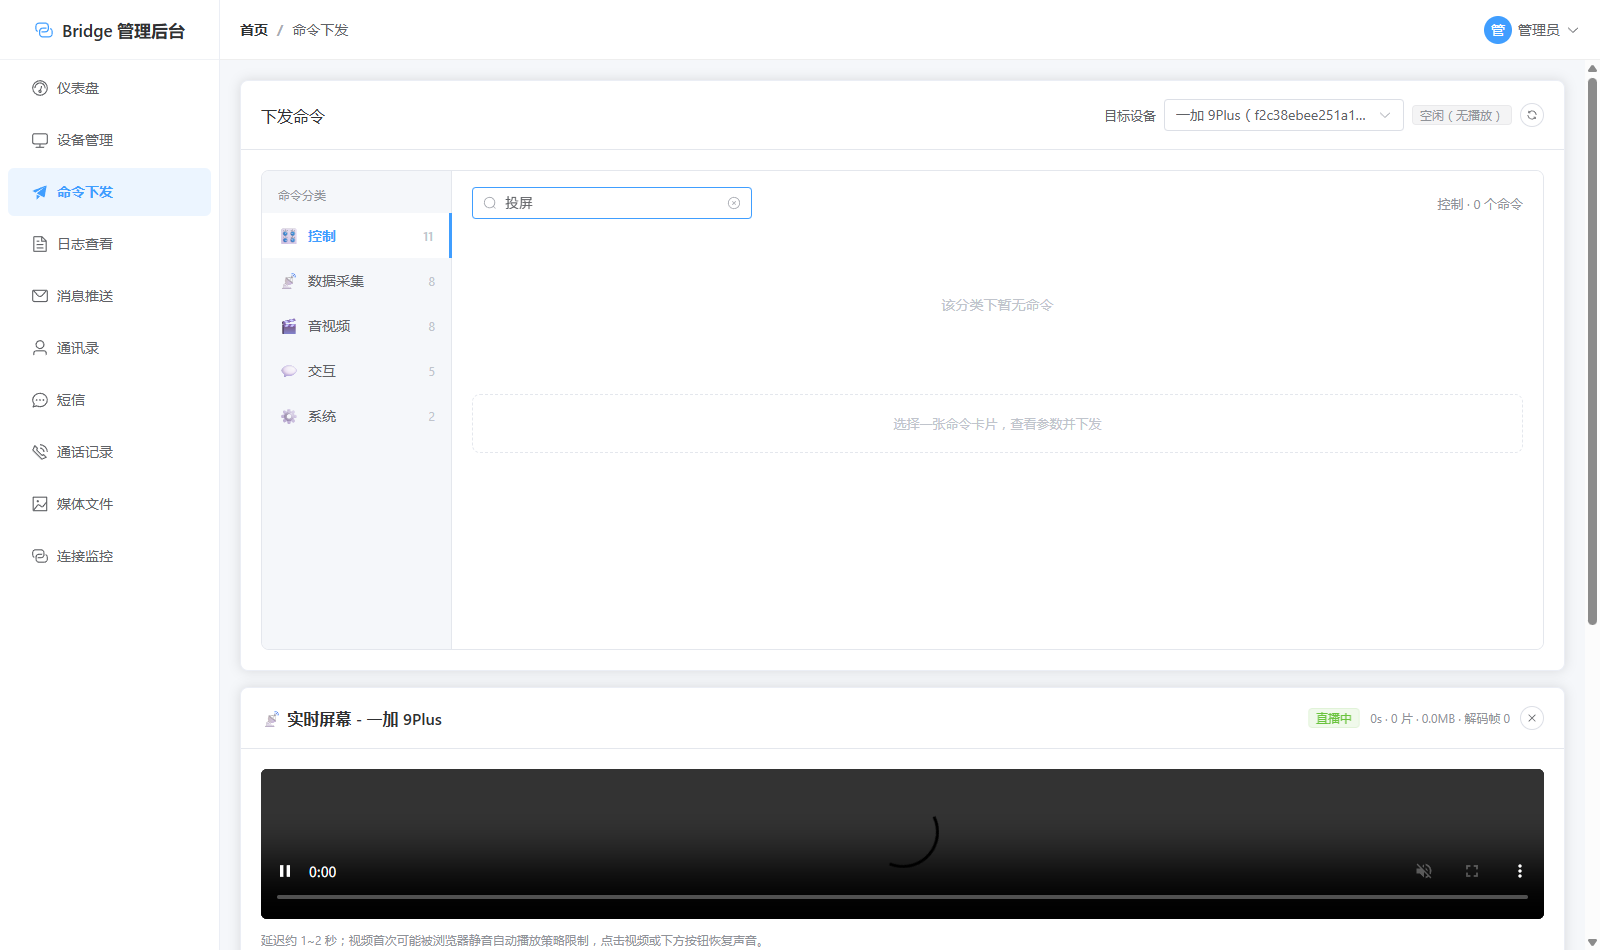 Bridge 管理后台
首页 / 命令下发
管 管理员
仪表盘
设备管理
命令下发
日志查看
消息推送
通讯录
短信
通话记录
媒体文件
连接监控
下发命令
目标设备 一加 9Plus（f2c38ebee251a1... 空闲（无播放）
命令分类
控制 11
数据采集 8
音视频 8
交互 5
系统 2
投屏
控制 · 0 个命令
该分类下暂无命令
选择一张命令卡片，查看参数并下发
实时屏幕 - 一加 9Plus
直播中 0s · 0 片 · 0.0MB · 解码帧 0
0:00
延迟约 1~2 秒；视频首次可能被浏览器静音自动播放策略限制，点击视频或下方按钮恢复声音。